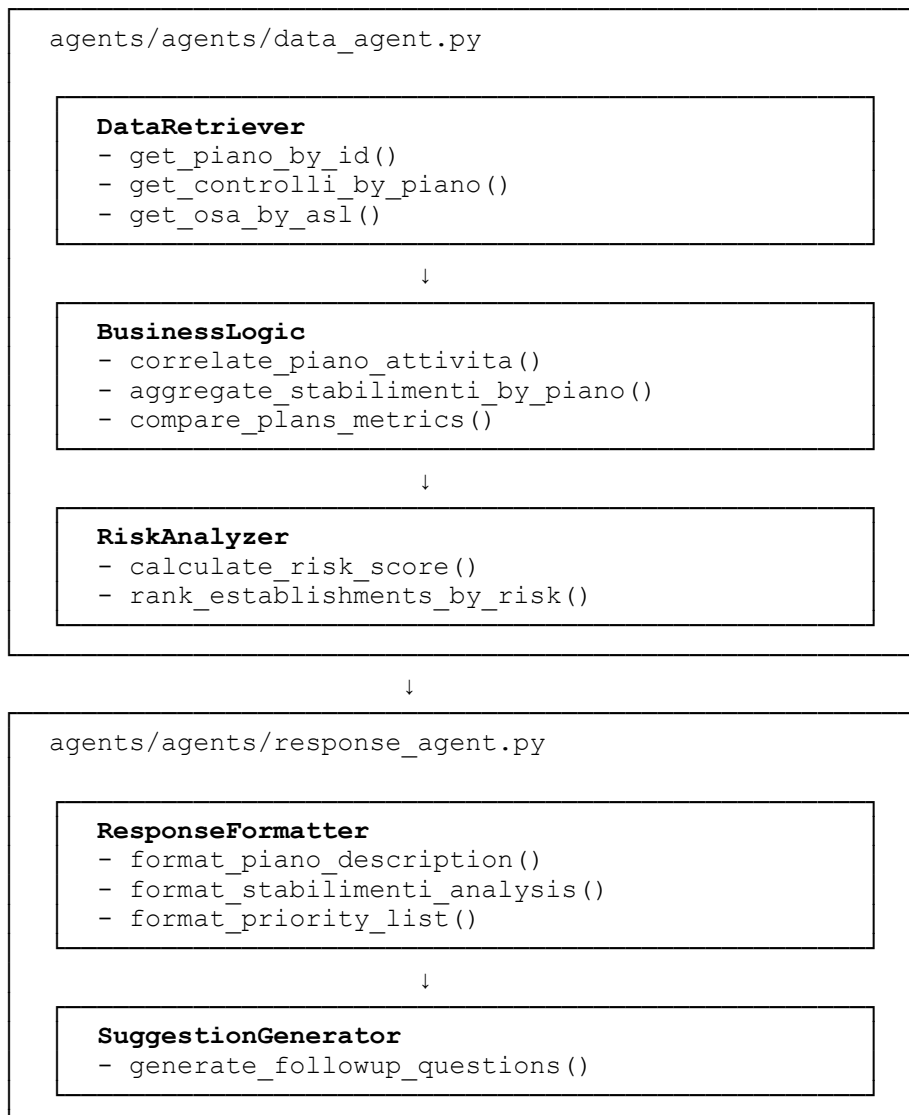 agents/agents/data_agent.py
DataRetriever
- get_piano_by_id()
- get_controlli_by_piano()
- get_osa_by_asl()
↓
BusinessLogic
- correlate_piano_attivita()
- aggregate_stabilimenti_by_piano()
- compare_plans_metrics()
↓
RiskAnalyzer
- calculate_risk_score()
- rank_establishments_by_risk()
↓
agents/agents/response_agent.py
ResponseFormatter
- format_piano_description()
- format_stabilimenti_analysis()
- format_priority_list()
↓
SuggestionGenerator
- generate_followup_questions()